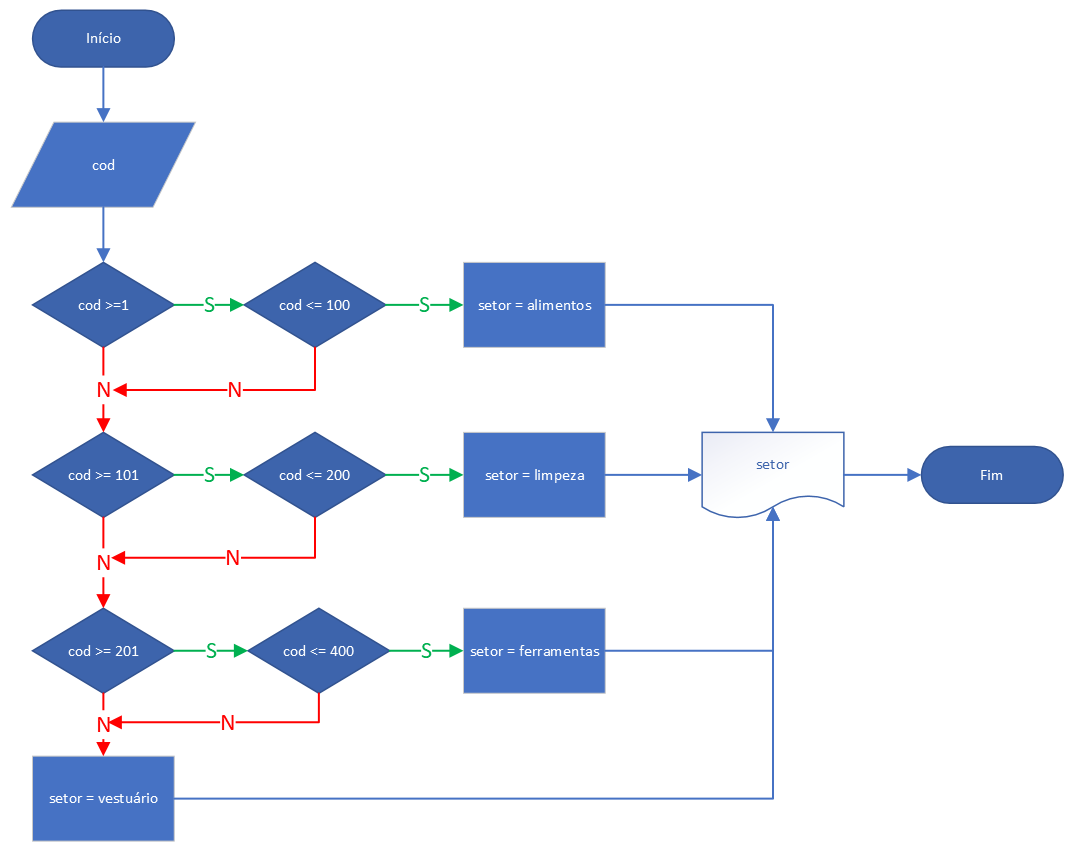 Início
cod
cod >=1
S
cod <= 100
S
setor = alimentos
N
N
cod >= 101
S
cod <= 200
S
setor = limpeza
setor
Fim
N
N
cod >= 201
S
cod <= 400
S
setor = ferramentas
N
N
setor = vestuário